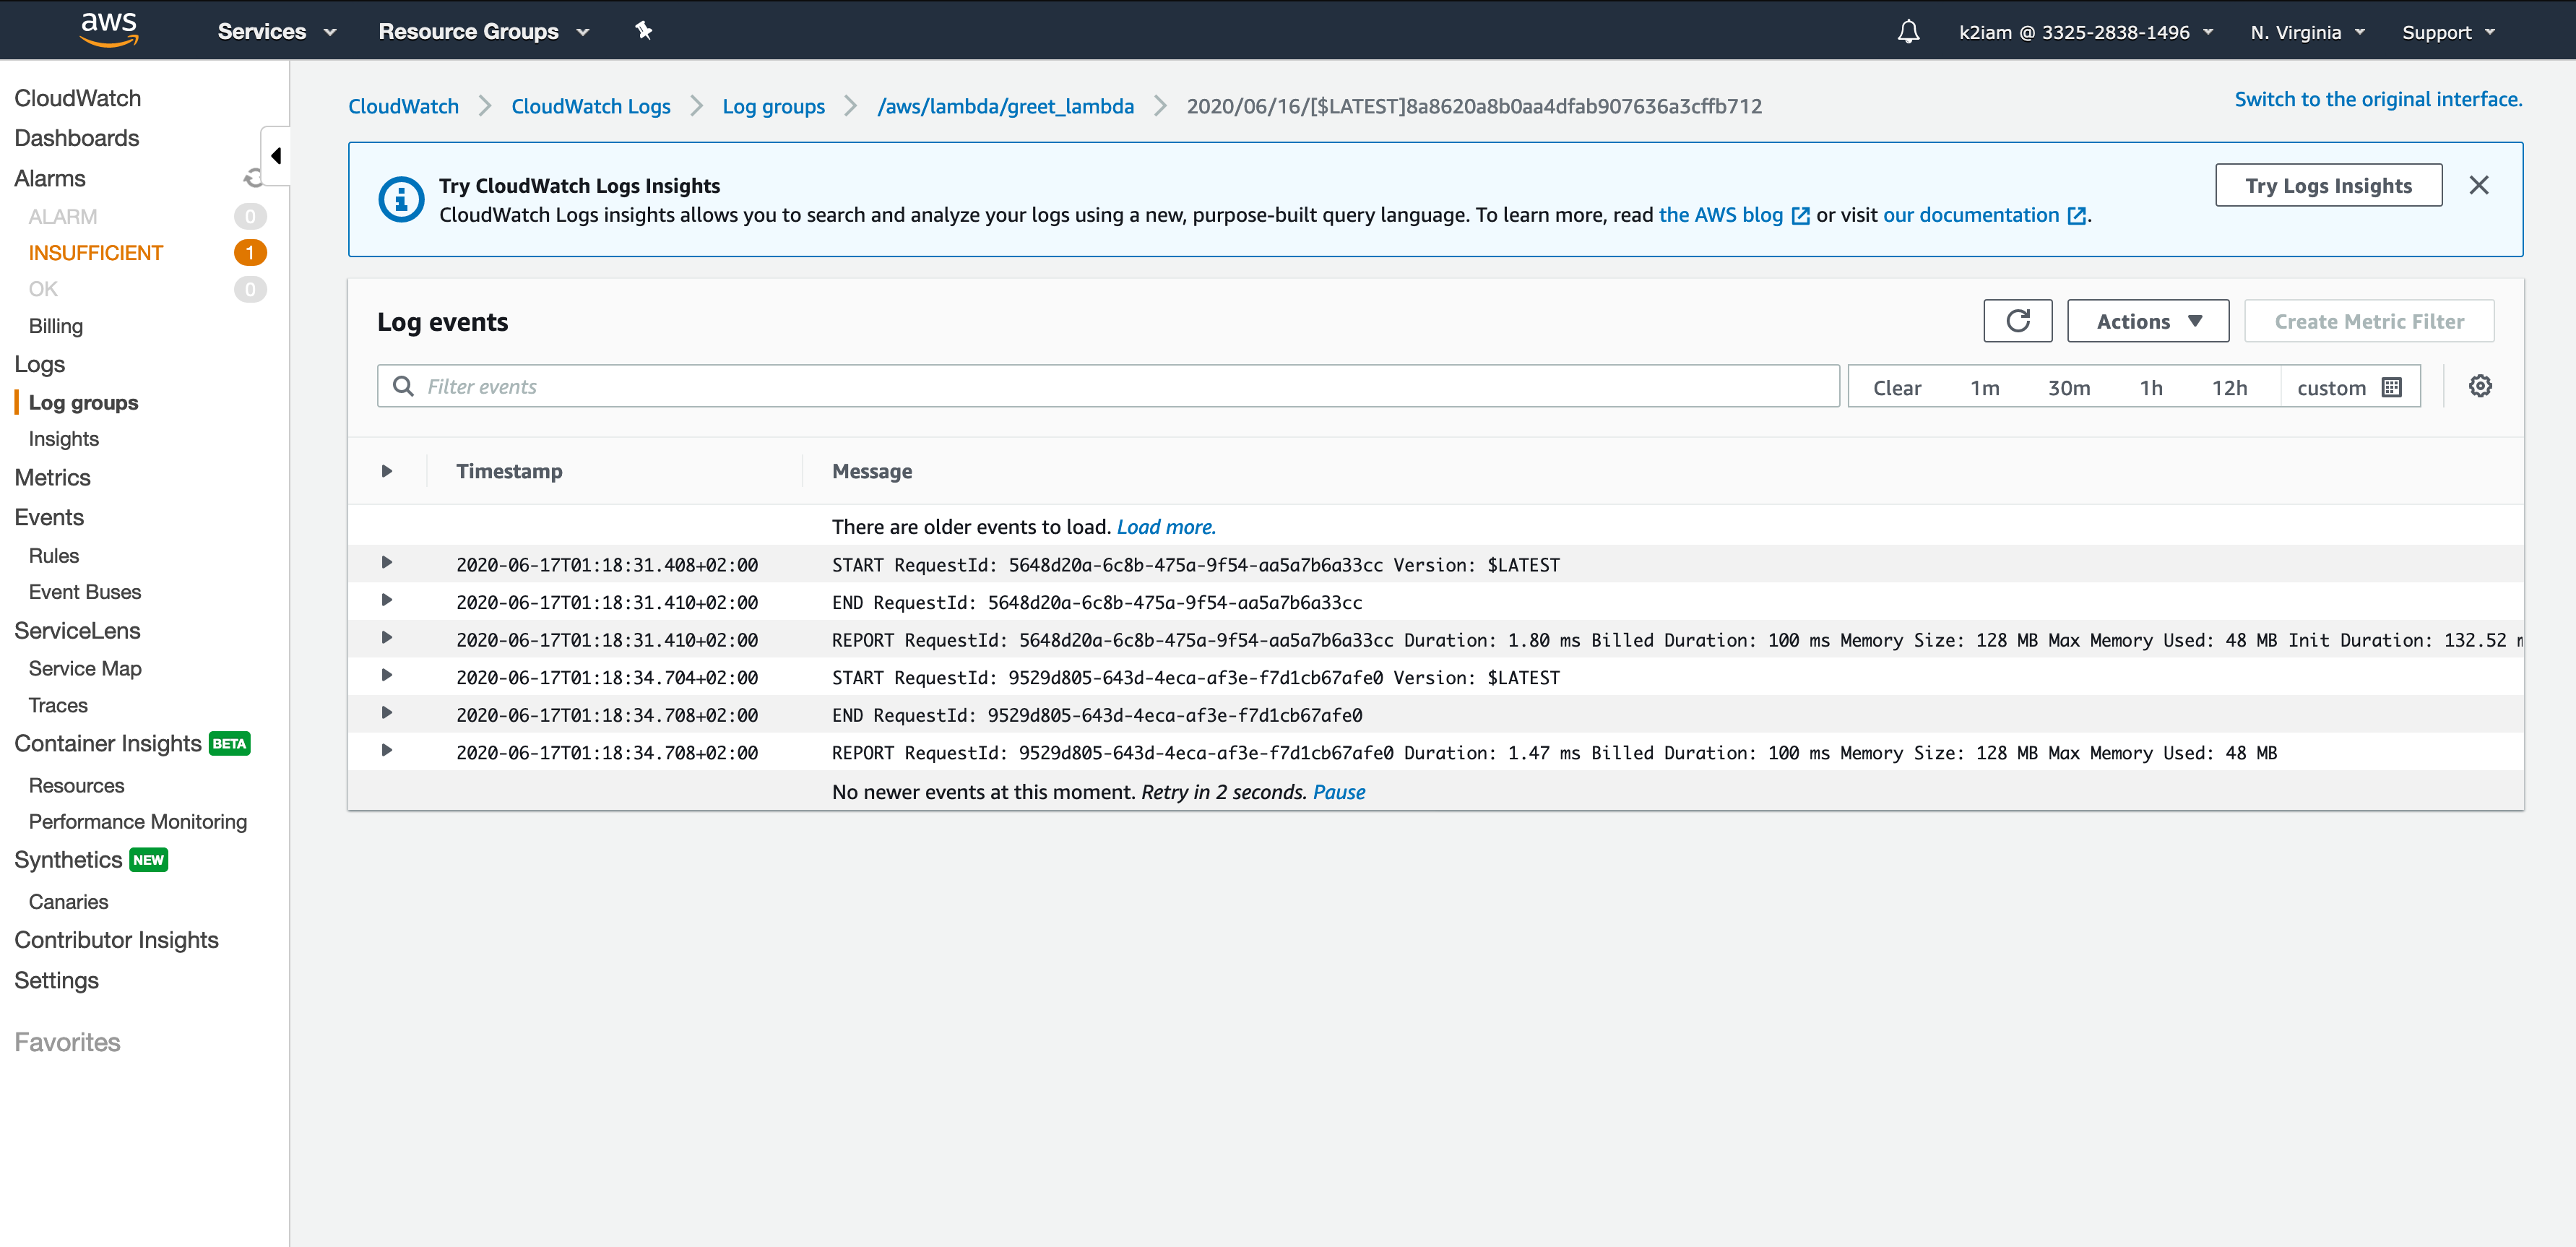 aws Services Resource Groups k2iam @ 3325-2838-1496 N. Virginia Support
CloudWatch
Dashboards
Alarms
ALARM 0
INSUFFICIENT 1
OK 0
Billing
Logs
Log groups
Insights
Metrics
Events
Rules
Event Buses
ServiceLens
Service Map
Traces
Container Insights BETA
Resources
Performance Monitoring
Synthetics NEW
Canaries
Contributor Insights
Settings
Favorites
CloudWatch CloudWatch Logs Log groups /aws/lambda/greet_lambda 2020/06/16/[$LATEST]8a8620a8b0aa4dfab907636a3cffb712
Switch to the original interface.
Try CloudWatch Logs Insights
CloudWatch Logs insights allows you to search and analyze your logs using a new, purpose-built query language. To learn more, read the AWS blog or visit our documentation.
Try Logs Insights
Log events
Actions Create Metric Filter
Filter events Clear 1m 30m 1h 12h custom
Timestamp Message
There are older events to load. Load more.
2020-06-17T01:18:31.408+02:00 START RequestId: 5648d20a-6c8b-475a-9f54-aa5a7b6a33cc Version: $LATEST
2020-06-17T01:18:31.410+02:00 END RequestId: 5648d20a-6c8b-475a-9f54-aa5a7b6a33cc
2020-06-17T01:18:31.410+02:00 REPORT RequestId: 5648d20a-6c8b-475a-9f54-aa5a7b6a33cc Duration: 1.80 ms Billed Duration: 100 ms Memory Size: 128 MB Max Memory Used: 48 MB Init Duration: 132.52 m
2020-06-17T01:18:34.704+02:00 START RequestId: 9529d805-643d-4eca-af3e-f7d1cb67afe0 Version: $LATEST
2020-06-17T01:18:34.708+02:00 END RequestId: 9529d805-643d-4eca-af3e-f7d1cb67afe0
2020-06-17T01:18:34.708+02:00 REPORT RequestId: 9529d805-643d-4eca-af3e-f7d1cb67afe0 Duration: 1.47 ms Billed Duration: 100 ms Memory Size: 128 MB Max Memory Used: 48 MB
No newer events at this moment. Retry in 2 seconds. Pause